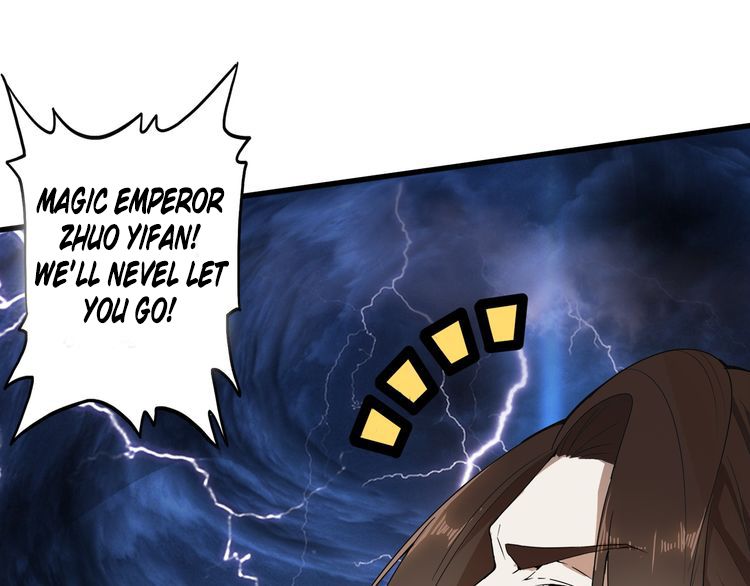 MAGIC EMPEROR
ZHUO YIFAN!
WE'LL NEVEL LET
YOU GO!